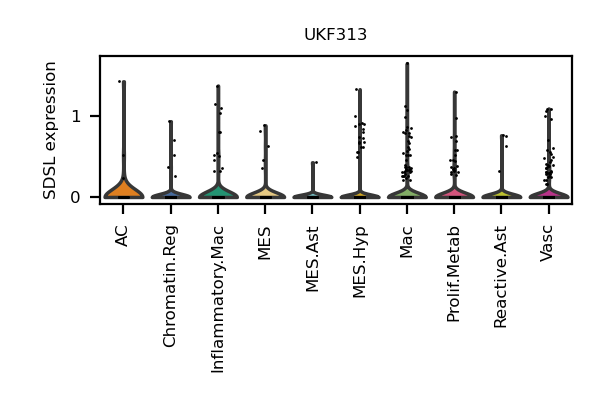 UKF313
SDSL expression
1
0
AC
Chromatin.Reg
Inflammatory.Mac
MES
MES.Ast
MES.Hyp
Mac
Prolif.Metab
Reactive.Ast
Vasc